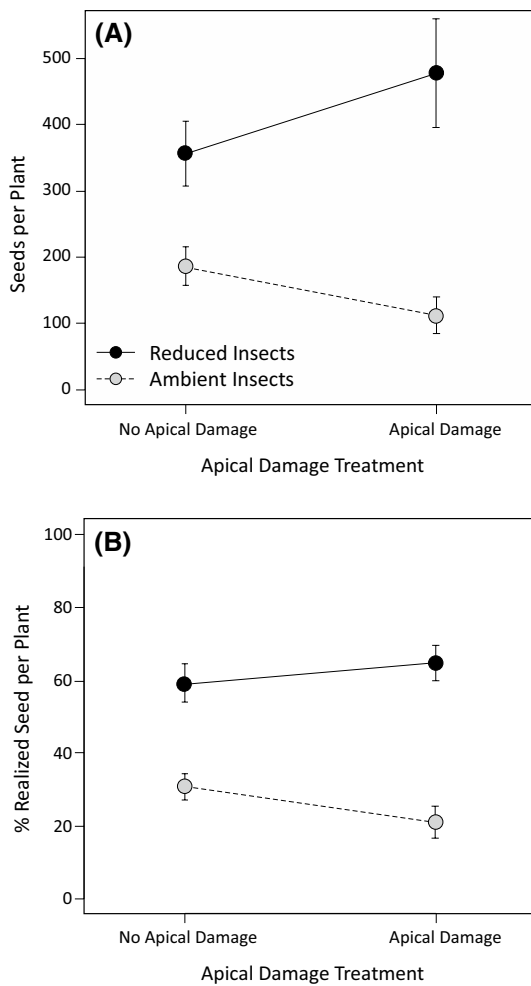 (A)
500
400
300
200
100
0
Seeds per Plant
Reduced Insects
Ambient Insects
No Apical Damage
Apical Damage
Apical Damage Treatment
(B)
100
80
60
40
20
0
% Realized Seed per Plant
No Apical Damage
Apical Damage
Apical Damage Treatment